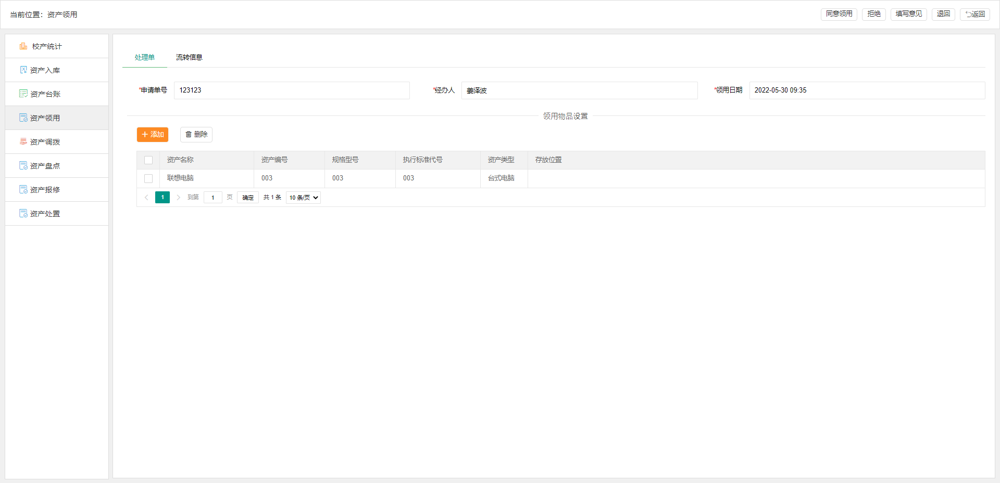 当前位置：资产领用
同意领用 拒绝 填写意见 退回 返回
校产统计
资产入库
资产台账
资产领用
资产调拨
资产盘点
资产报修
资产处置
处理单 流转信息
*申请单号 123123 *经办人 姜泽波 *领用日期 2022-05-30 09:35
领用物品设置
添加 删除
资产名称 资产编号 规格型号 执行标准代号 资产类型 存放位置
联想电脑 003 003 003 台式电脑
1 到第 1 页 确定 共 1 条 10 条/页